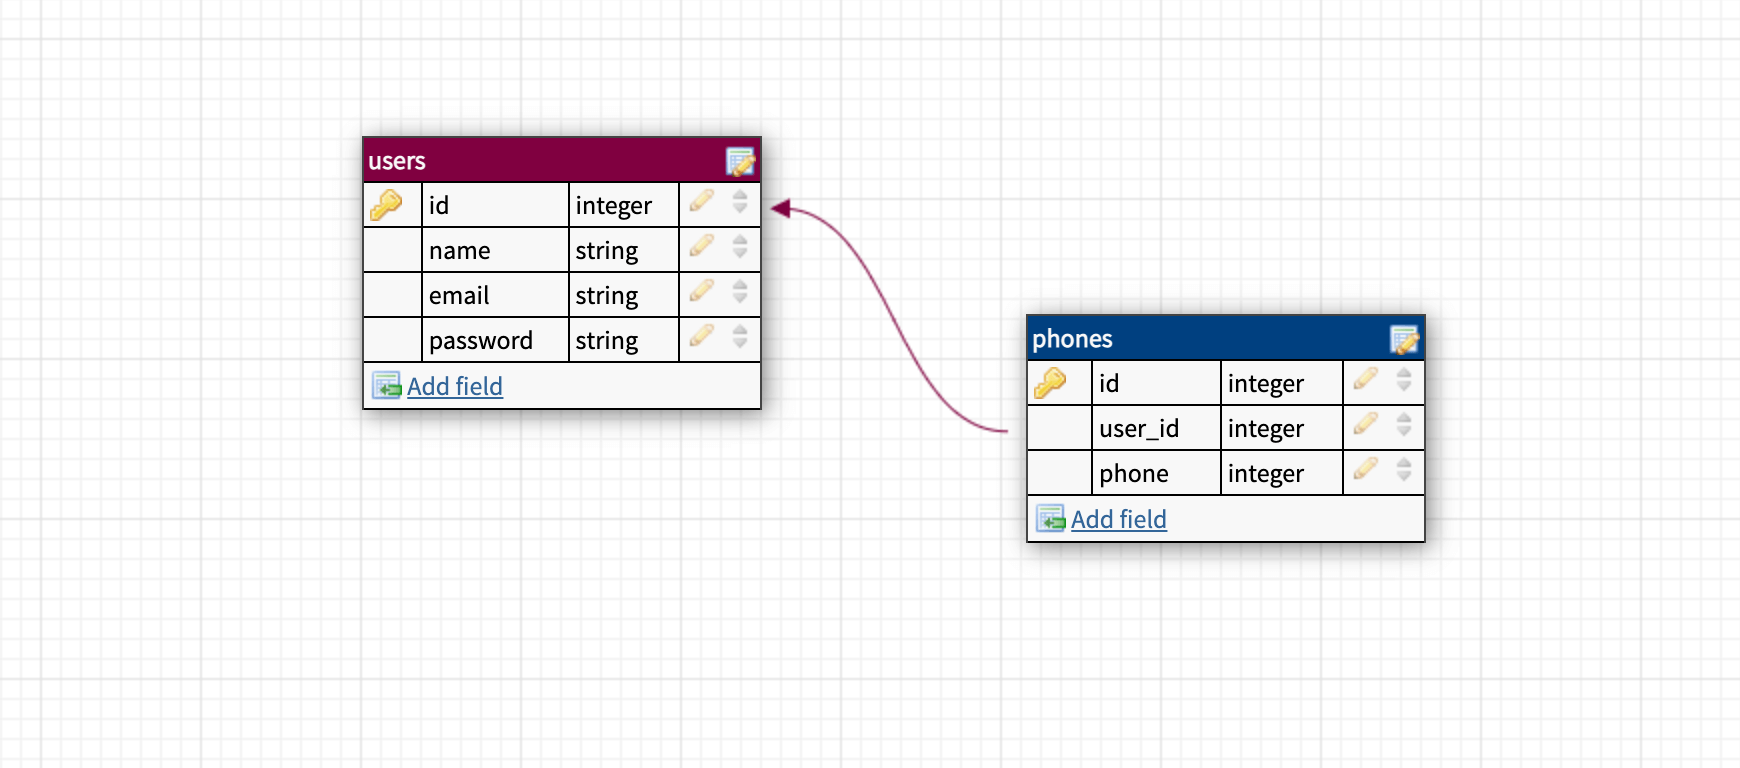 users
id integer
name string
email string
password string
Add field
phones
id integer
user_id integer
phone integer
Add field